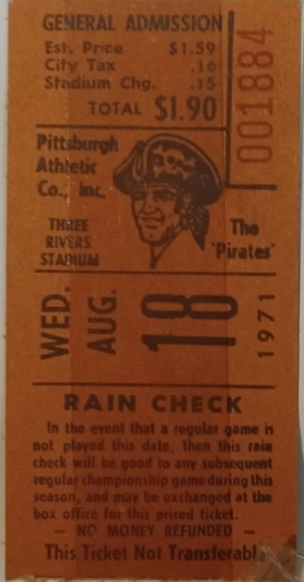 GENERAL ADMISSION
Est. Price $1.59
City Tax .16
Stadium Chg. .15
TOTAL $1.90
001884
Pittsburgh
Athletic
Co., Inc.
THREE
RIVERS
STADIUM
The
'Pirates'
WED.
AUG.
18
1971
RAIN CHECK
In the event that a regular game is
not played this date, then this rain
check will be good to any subsequent
regular championship game during this
season, and may be exchanged at the
box office for this priced ticket.
— NO MONEY REFUNDED —
This Ticket Not Transferable